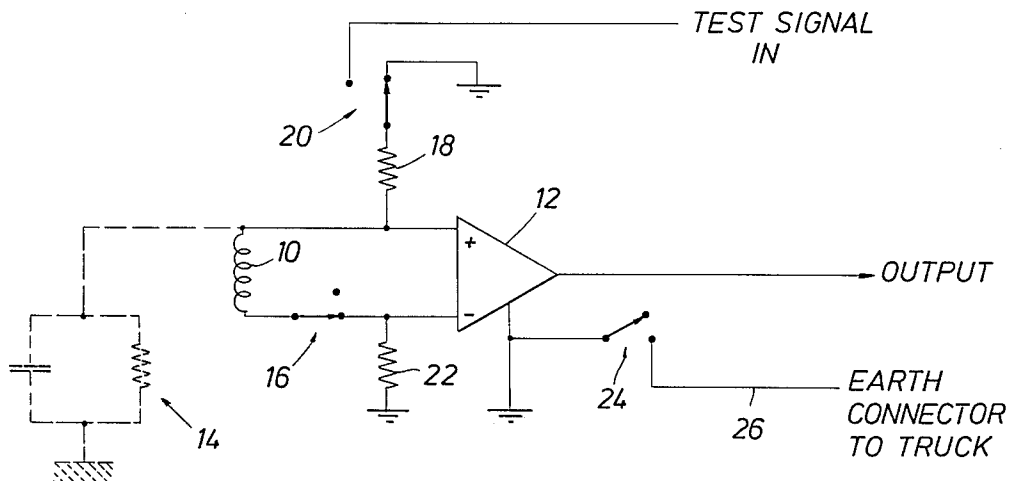 TEST SIGNAL
IN
20
18
12
+
10
OUTPUT
-
16
22
24
EARTH
CONNECTOR
TO TRUCK
26
14